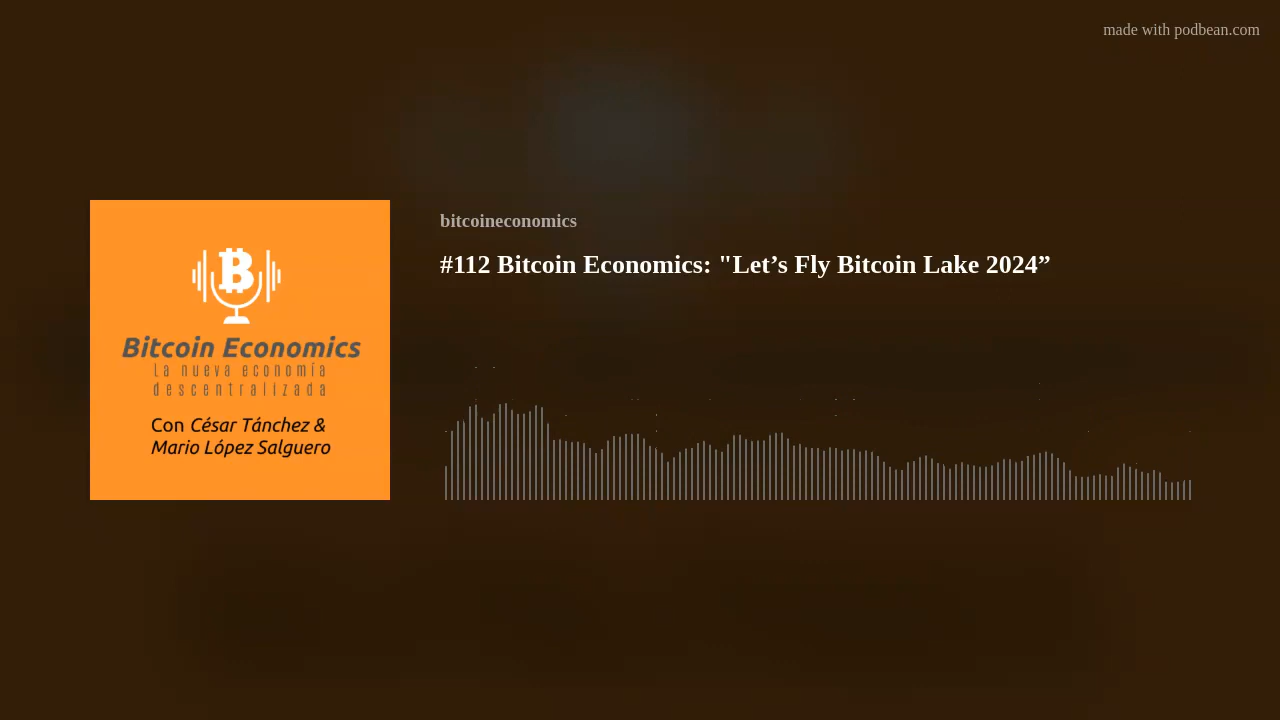 made with podbean.com
bitcoineconomics
#112 Bitcoin Economics: "Let’s Fly Bitcoin Lake 2024”
Bitcoin Economics
La nueva economía
descentralizada
Con César Tánchez &
Mario López Salguero